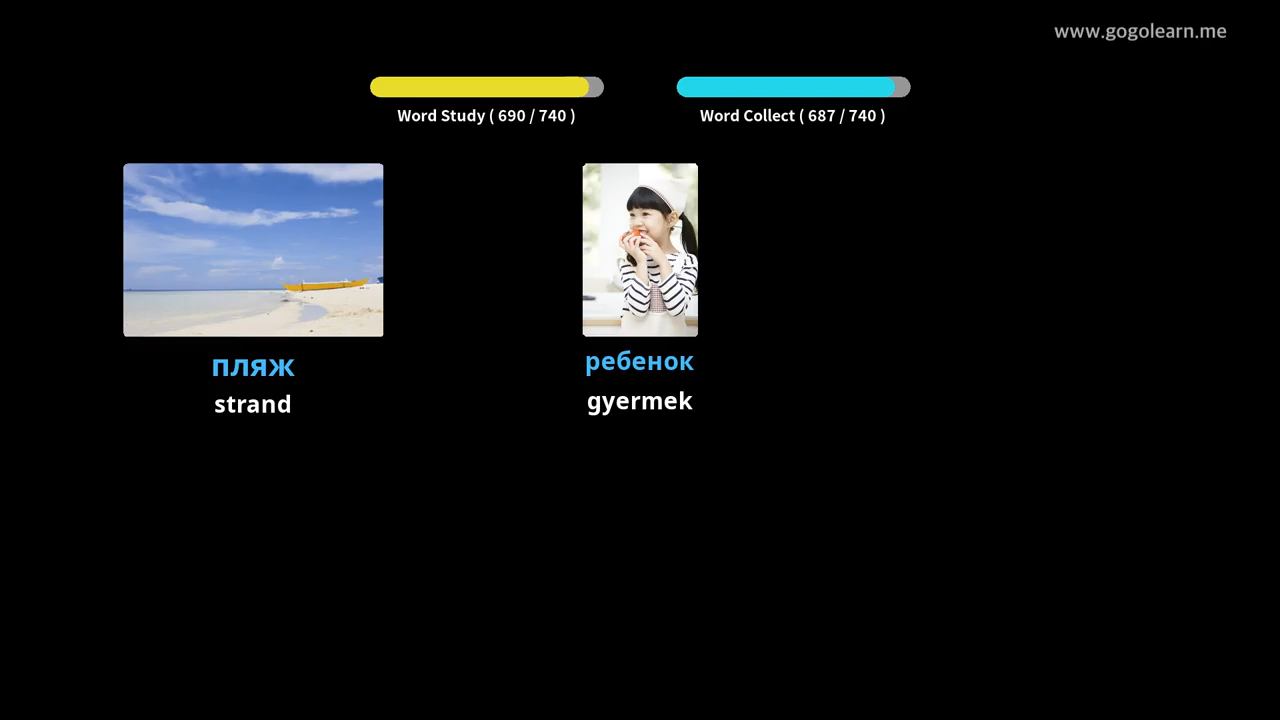 www.gogolearn.me
Word Study ( 690 / 740 )
Word Collect ( 687 / 740 )
пляж
strand
ребенок
gyermek